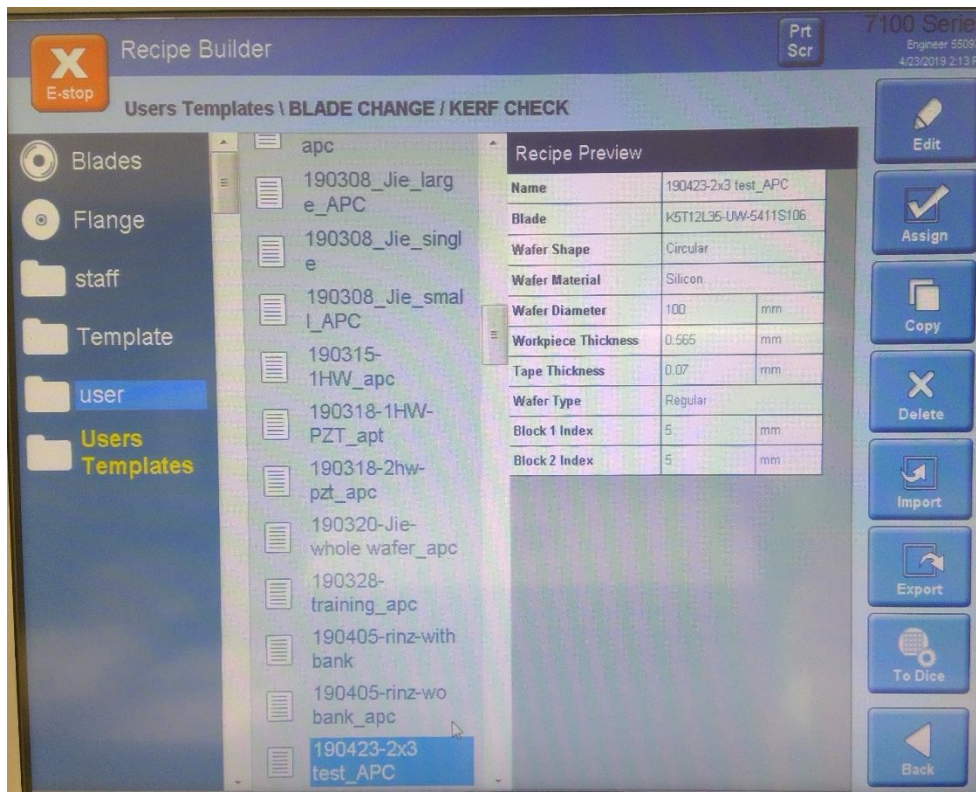 Recipe Builder
Prt
Scr
7100 Serie
Engineer 5509
4/23/2019 2:13 P
X
E-stop
Users Templates \ BLADE CHANGE / KERF CHECK
Blades
Flange
staff
Template
user
Users
Templates
apc
190308_Jie_larg
e_APC
190308_Jie_singl
e
190308_Jie_smal
l_APC
190315-
1HW_apc
190318-1HW-
PZT_apt
190318-2hw-
pzt_apc
190320-Jie-
whole wafer_apc
190328-
training_apc
190405-rinz-with
bank
190405-rinz-wo
bank_apc
190423-2x3
test_APC
Recipe Preview
Name 190423-2x3 test_APC
Blade K5T12L35-UW-5411S106
Wafer Shape Circular
Wafer Material Silicon
Wafer Diameter 100 mm
Workpiece Thickness 0.565 mm
Tape Thickness 0.07 mm
Wafer Type Regular
Block 1 Index 5 mm
Block 2 Index 5 mm
Edit
Assign
Copy
Delete
Import
Export
To Dice
Back